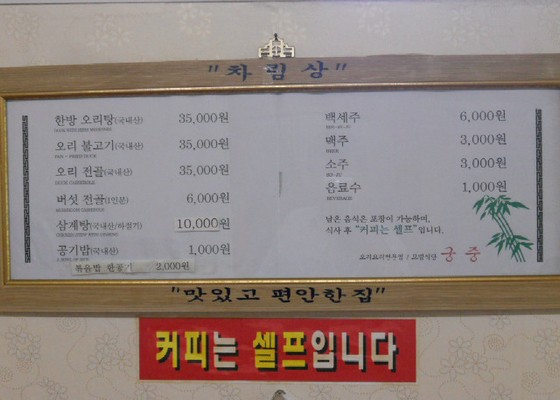 "차림상"
한방 오리탕(국내산) 35,000원
오리 불고기(국내산) 35,000원
오리 전골(국내산) 35,000원
버섯 전골(1인분) 6,000원
삼계탕(국내산/하절기) 10,000원
공기밥(국내산) 1,000원
볶음밥 한공기 2,000원
백세주 6,000원
맥주 3,000원
BEER
소주 3,000원
음료수 1,000원
BEVERAGE
남은 음식은 포장이 가능하며,
식사 후 "커피는 셀프"입니다.
궁 중
"맛있고 편안한집"
커피는 셀프입니다